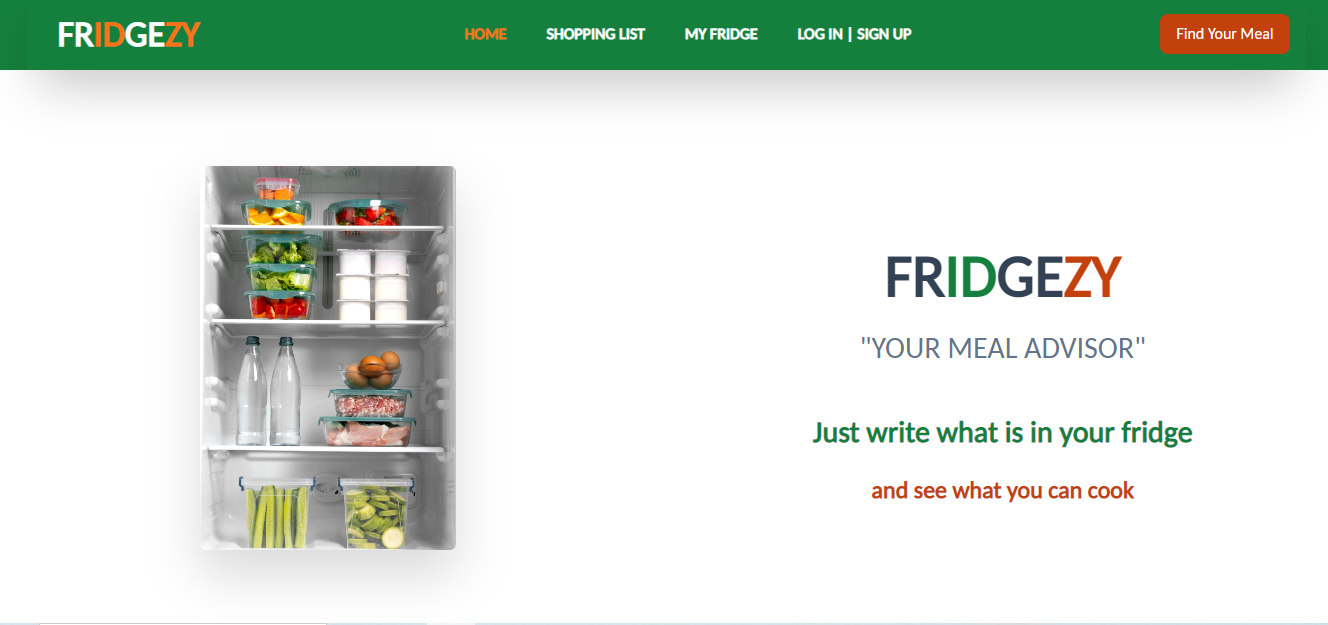 FRIDGEZY
HOME SHOPPING LIST MY FRIDGE LOG IN | SIGN UP
Find Your Meal
FRIDGEZY
"YOUR MEAL ADVISOR"
Just write what is in your fridge
and see what you can cook